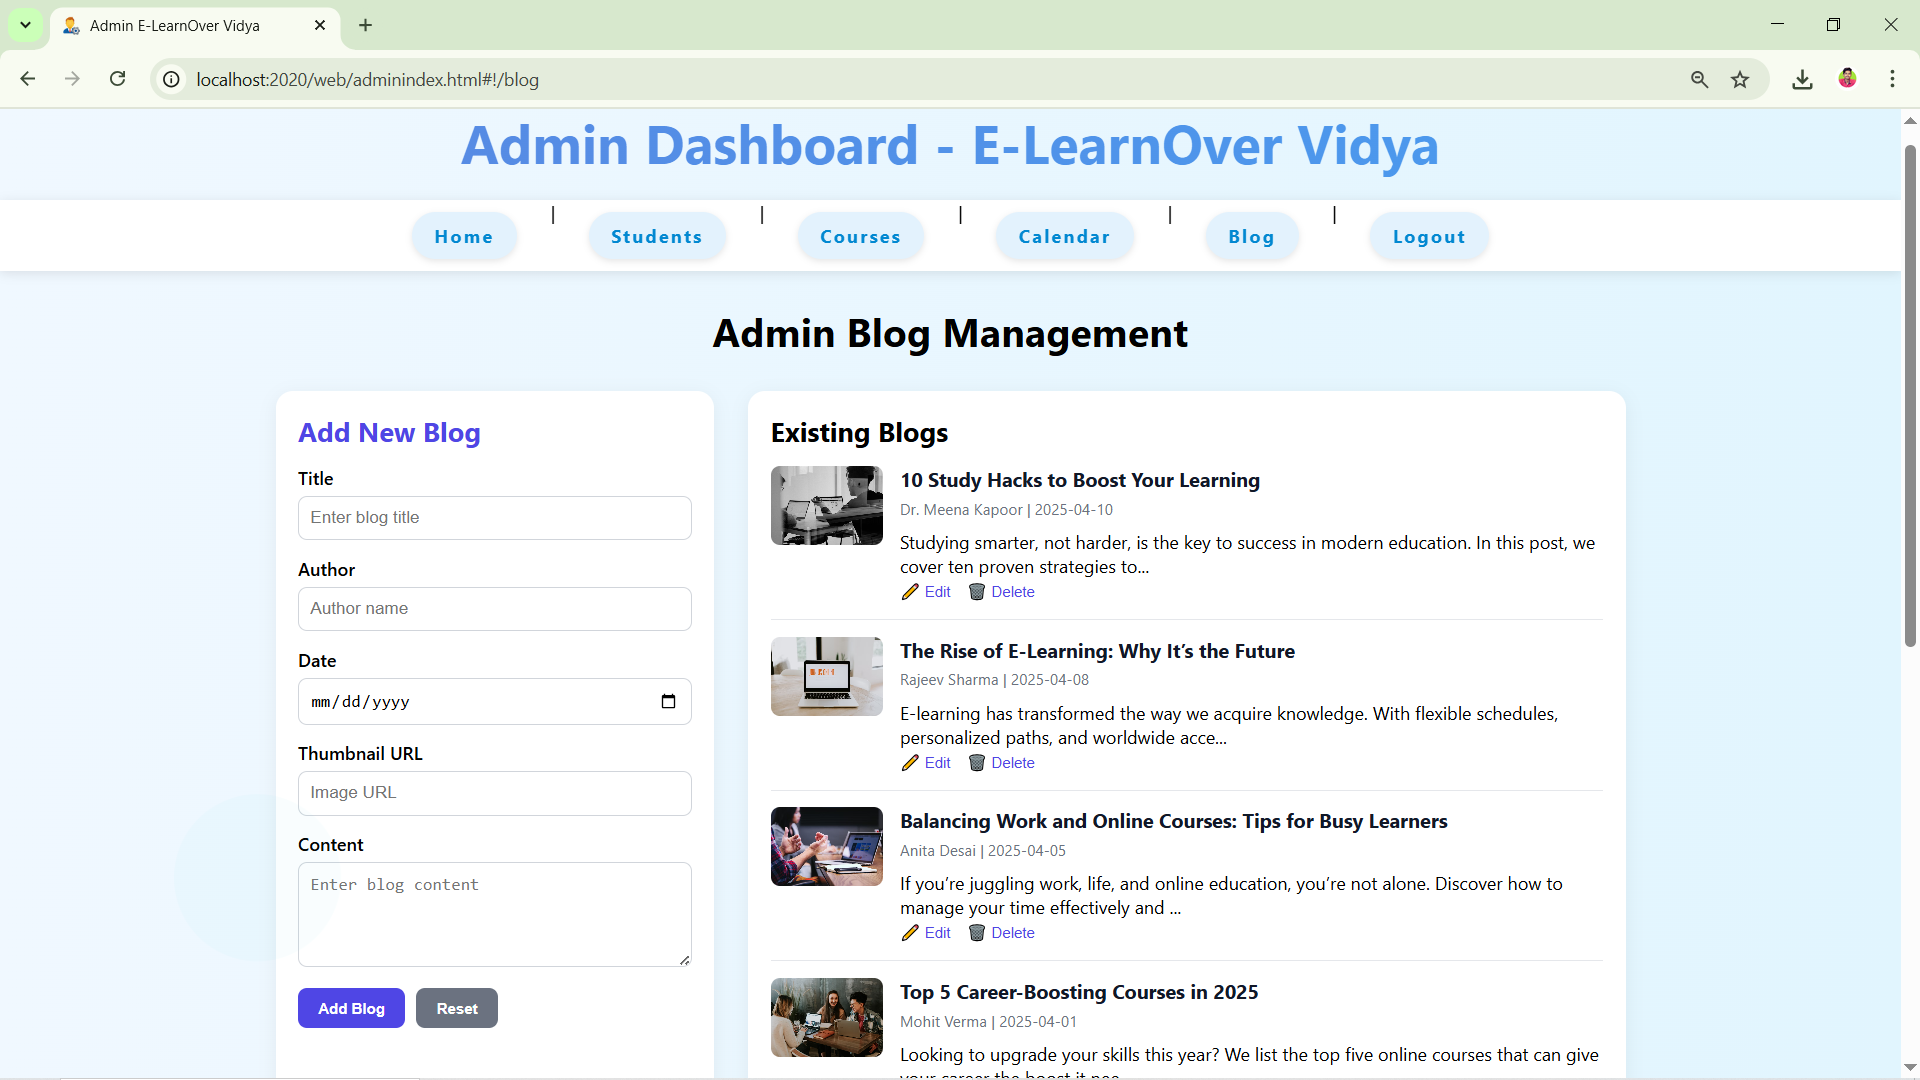 Admin E-LearnOver Vidya
localhost:2020/web/adminindex.html#!/blog
Admin Dashboard - E-LearnOver Vidya
Home | Students | Courses | Calendar | Blog | Logout
Admin Blog Management
Add New Blog
Title
Enter blog title
Author
Author name
Date
mm/dd/yyyy
Thumbnail URL
Image URL
Content
Enter blog content
Add Blog Reset
Existing Blogs
10 Study Hacks to Boost Your Learning
Dr. Meena Kapoor | 2025-04-10
Studying smarter, not harder, is the key to success in modern education. In this post, we
cover ten proven strategies to...
Edit Delete
The Rise of E-Learning: Why It’s the Future
Rajeev Sharma | 2025-04-08
E-learning has transformed the way we acquire knowledge. With flexible schedules,
personalized paths, and worldwide acce...
Edit Delete
Balancing Work and Online Courses: Tips for Busy Learners
Anita Desai | 2025-04-05
If you’re juggling work, life, and online education, you’re not alone. Discover how to
manage your time effectively and ...
Edit Delete
Top 5 Career-Boosting Courses in 2025
Mohit Verma | 2025-04-01
Looking to upgrade your skills this year? We list the top five online courses that can give
your career the boost it nee...